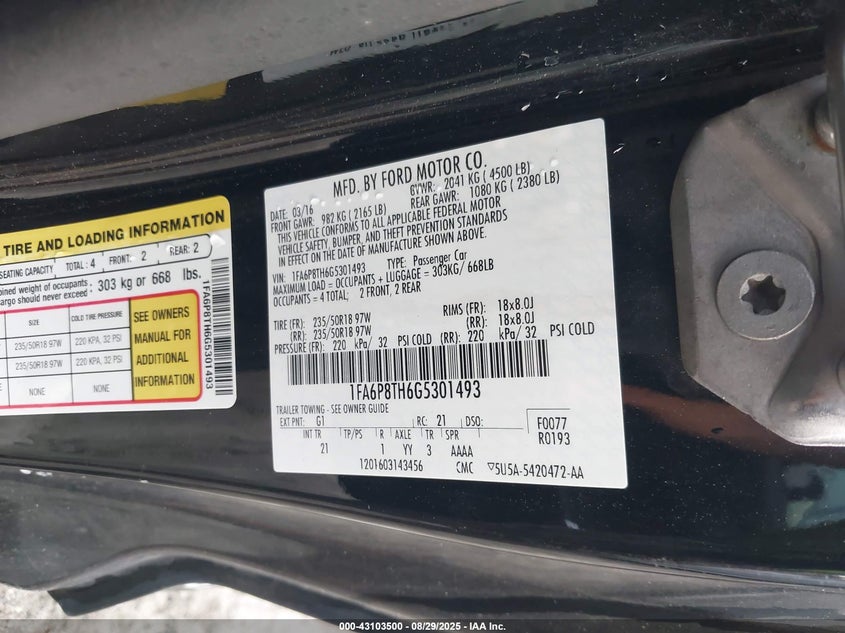 MFD. BY FORD MOTOR CO.
DATE: 03/16 GVWR: 2041 KG ( 4500 LB)
FRONT GAWR: 982 KG ( 2165 LB) REAR GAWR: 1080 KG ( 2380 LB)
THIS VEHICLE CONFORMS TO ALL APPLICABLE FEDERAL MOTOR
VEHICLE SAFETY, BUMPER, AND THEFT PREVENTION STANDARDS
IN EFFECT ON THE DATE OF MANUFACTURE SHOWN ABOVE.
VIN: 1FA6P8TH6G5301493 TYPE: Passenger Car
MAXIMUM LOAD = OCCUPANTS + LUGGAGE = 303KG/ 668LB
OCCUPANTS = 4 TOTAL; 2 FRONT, 2 REAR
TIRE (FR): 235/50R18 97W RIMS (FR): 18x8.0J
(RR): 235/50R18 97W (RR): 18x8.0J
PRESSURE (FR): 220 kPa/ 32 PSI COLD (RR): 220 kPa/ 32 PSI COLD
1FA6P8TH6G5301493
TRAILER TOWING - SEE OWNER GUIDE
EXT PNT: G1 RC: 21 DSO: F0077
R0193
INT TR TP/PS R AXLE TR SPR
21 1 YY 3 AAAA
1201603143456 CMC 5U5A-5420472-AA
TIRE AND LOADING INFORMATION
SEATING CAPACITY TOTAL: 4 FRONT: 2 REAR: 2
weight of occupants
cargo should never exceed: 303 kg or 668 lbs.
SIZE COLD TIRE PRESSURE
235/50R18 97W 220 KPA, 32 PSI
235/50R18 97W 220 KPA, 32 PSI
NONE NONE
SEE OWNERS
MANUAL FOR
ADDITIONAL
INFORMATION
1FA6P8TH6G5301493
000-43103500 - 08/29/2025 - IAA Inc.